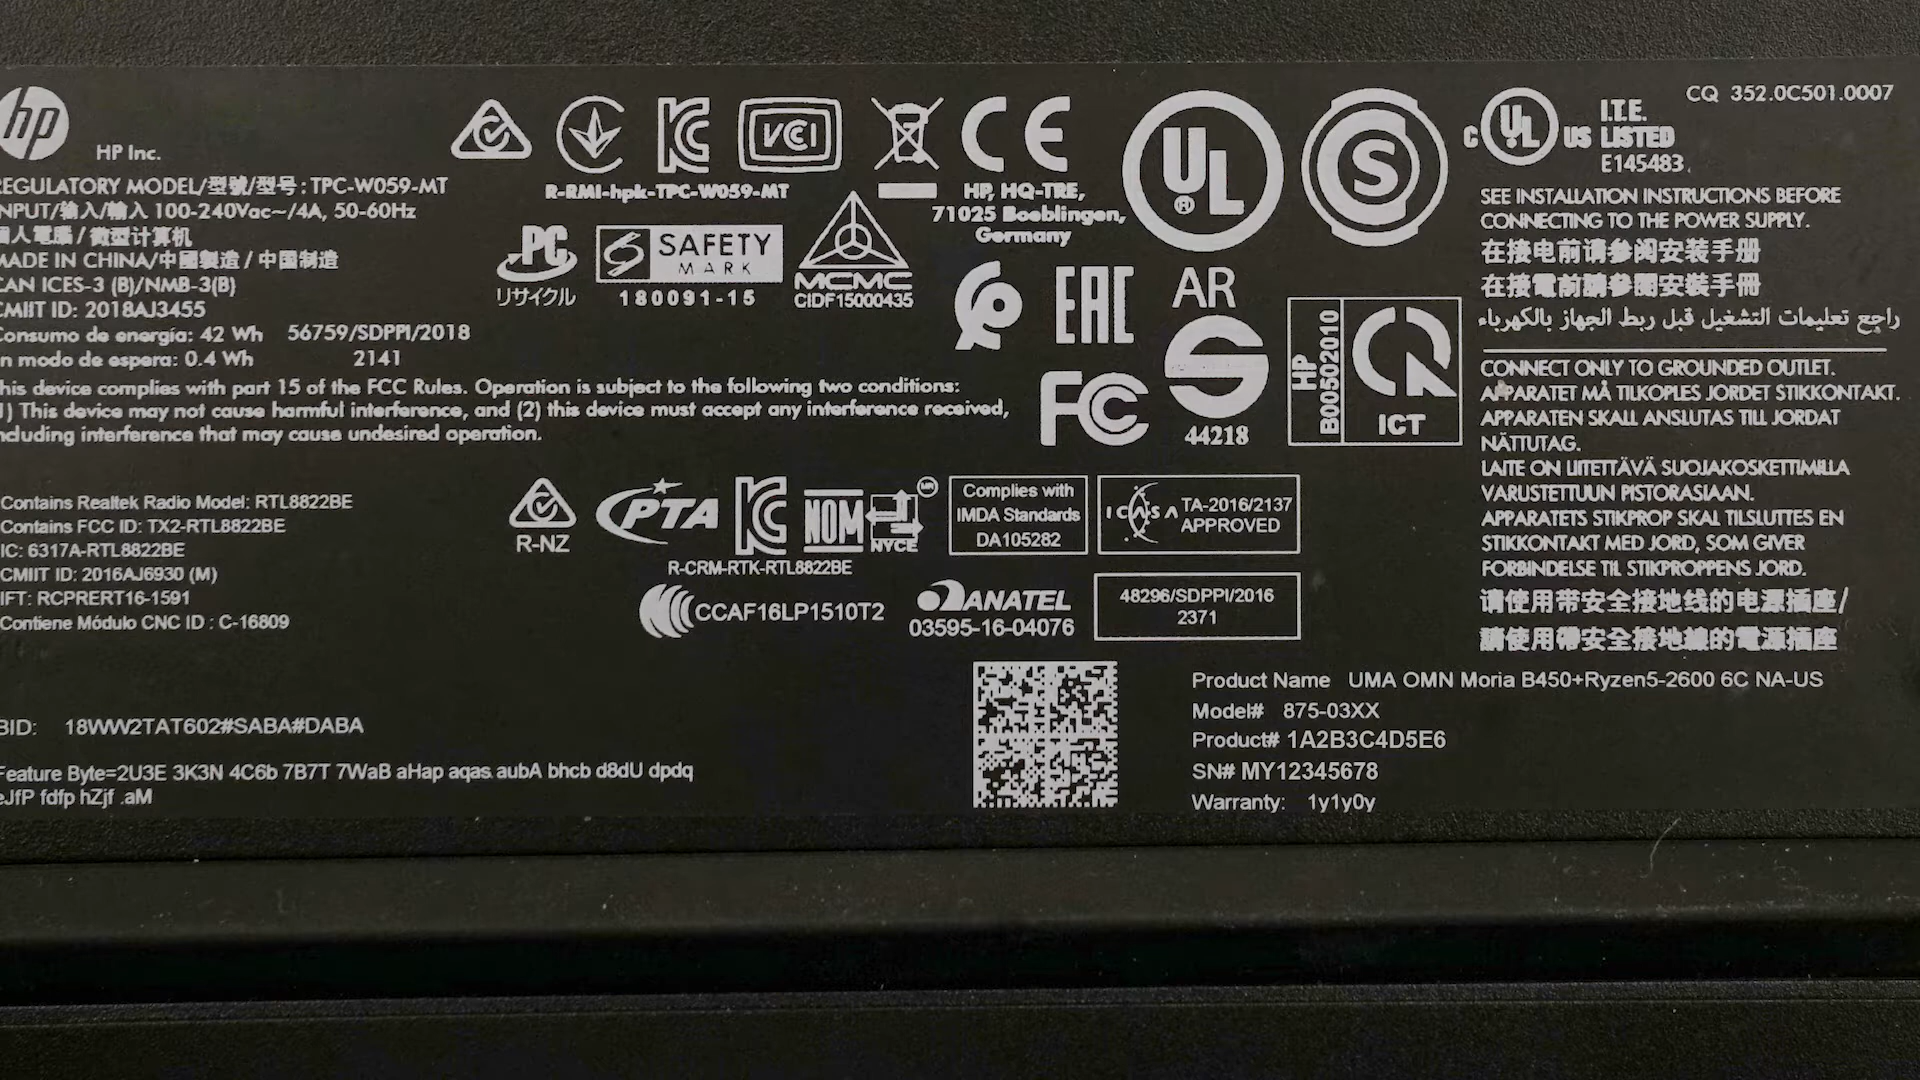 hp
HP Inc.
EGULATORY MODEL/型號/型号: TPC-W059-MT
NPUT/输入/輸入 100-240Vac~/4A, 50-60Hz
個人電腦 / 微型计算机
MADE IN CHINA/中國製造 / 中国制造
CAN ICES-3 (B)/NMB-3(B)
CMIIT ID: 2018AJ3455
Consumo de energía: 42 Wh 56759/SDPPI/2018
n modo de espera: 0.4 Wh 2141
his device complies with part 15 of the FCC Rules. Operation is subject to the following two conditions:
1) This device may not cause harmful interference, and (2) this device must accept any interference received,
ncluding interference that may cause undesired operation.
R-RMI-hpk-TPC-W059-MT
VCI
CE
HP, HQ-TRE,
71025 Boeblingen,
Germany
PC
リサイクル
SAFETY
MARK
180091-15
MCMC
CIDF15000435
EAC
UL
®
S
AR
44218
FC
HP
B00502010
ICT
c UL US
I.T.E.
LISTED
E145483
CQ 352.0C501.0007
SEE INSTALLATION INSTRUCTIONS BEFORE
CONNECTING TO THE POWER SUPPLY.
在接电前请参阅安装手册
在接電前請參閱安裝手冊
راجع تعليمات التشغيل قبل ربط الجهاز بالكهرباء
CONNECT ONLY TO GROUNDED OUTLET.
APPARATET MÅ TILKOPLES JORDET STIKKONTAKT.
APPARATEN SKALL ANSLUTAS TILL JORDAT
NÄTTUTAG.
LAITE ON LIITETTÄVÄ SUOJAKOSKETTIMILLA
VARUSTETTUUN PISTORASIAAN.
APPARATETS STIKPROP SKAL TILSLUTTES EN
STIKKONTAKT MED JORD, SOM GIVER
FORBINDELSE TIL STIKPROPPENS JORD.
请使用带安全接地线的电源插座/
請使用帶安全接地線的電源插座
Contains Realtek Radio Model: RTL8822BE
Contains FCC ID: TX2-RTL8822BE
IC: 6317A-RTL8822BE
CMIIT ID: 2016AJ6930 (M)
IFT: RCPRERT16-1591
Contiene Módulo CNC ID : C-16809
R-NZ
PTA
NOM
NYCE
R-CRM-RTK-RTL8822BE
Complies with
IMDA Standards
DA105282
ICASA TA-2016/2137
APPROVED
CCAF16LP1510T2
ANATEL
03595-16-04076
48296/SDPPI/2016
2371
BID: 18WW2TAT602#SABA#DABA
Feature Byte=2U3E 3K3N 4C6b 7B7T 7WaB aHap aqas aubA bhcb d8dU dpdq
eJfP fdfp hZjf .aM
Product Name UMA OMN Moria B450+Ryzen5-2600 6C NA-US
Model# 875-03XX
Product# 1A2B3C4D5E6
SN# MY12345678
Warranty: 1y1y0y